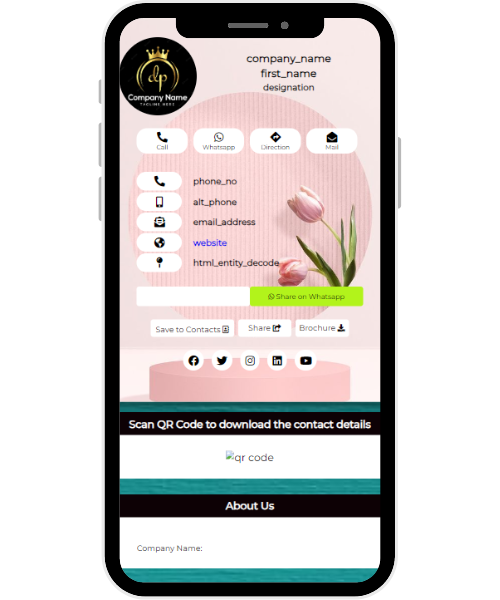 dp
Company Name
TAGLINE HERE
company_name
first_name
designation
Call
Whatsapp
Direction
Mail
phone_no
alt_phone
email_address
website
html_entity_decode
Share on Whatsapp
Save to Contacts
Share
Brochure
Scan QR Code to download the contact details
qr code
About Us
Company Name: